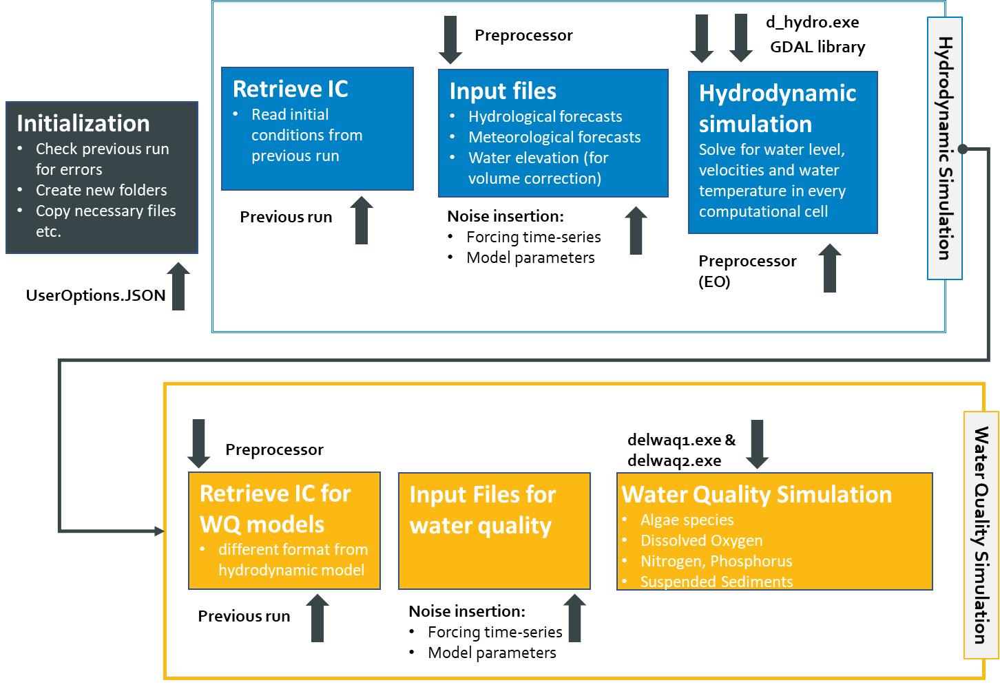 Initialization
• Check previous run
for errors
• Create new folders
• Copy necessary files
etc.
UserOptions.JSON
Retrieve IC
• Read initial
conditions from
previous run
Previous run
Preprocessor
Input files
• Hydrological forecasts
• Meteorological forecasts
• Water elevation (for
volume correction)
Noise insertion:
• Forcing time-series
• Model parameters
d_hydro.exe
GDAL library
Hydrodynamic
simulation
Solve for water level,
velocities and water
temperature in every
computational cell
Preprocessor
(EO)
Hydrodynamic Simulation
Preprocessor
Retrieve IC for
WQ models
• different format from
hydrodynamic model
Previous run
Input Files for
water quality
Noise insertion:
• Forcing time-series
• Model parameters
delwaq1.exe &
delwaq2.exe
Water Quality Simulation
• Algae species
• Dissolved Oxygen
• Nitrogen, Phosphorus
• Suspended Sediments
Water Quality Simulation